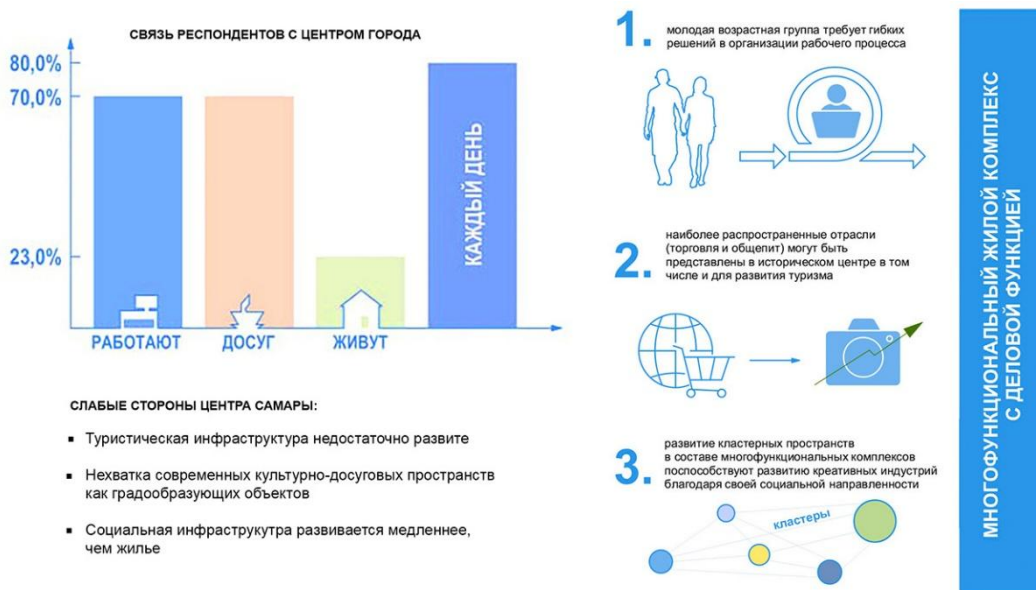 СВЯЗЬ РЕСПОНДЕНТОВ С ЦЕНТРОМ ГОРОДА
80,0%
70,0%
23,0%
РАБОТАЮТ
ДОСУГ
ЖИВУТ
КАЖДЫЙ ДЕНЬ
СЛАБЫЕ СТОРОНЫ ЦЕНТРА САМАРЫ:
▪ Туристическая инфраструктура недостаточно развите
▪ Нехватка современных культурно-досуговых пространств
как градообразующих объектов
▪ Социальная инфраструкутра развивается медленнее,
чем жилье
1.
молодая возрастная группа требует гибких
решений в организации рабочего процесса
2.
наиболее распространенные отрасли
(торговля и общепит) могут быть
представлены в историческом центре в том
числе и для развития туризма
3.
развитие кластерных пространств
в составе многофункциональных комплексов
поспособствуют развитию креативных индустрий
благодаря своей социальной направленности
кластеры
МНОГОФУНКЦИОНАЛЬНЫЙ ЖИЛОЙ КОМПЛЕКС
С ДЕЛОВОЙ ФУНКЦИЕЙ